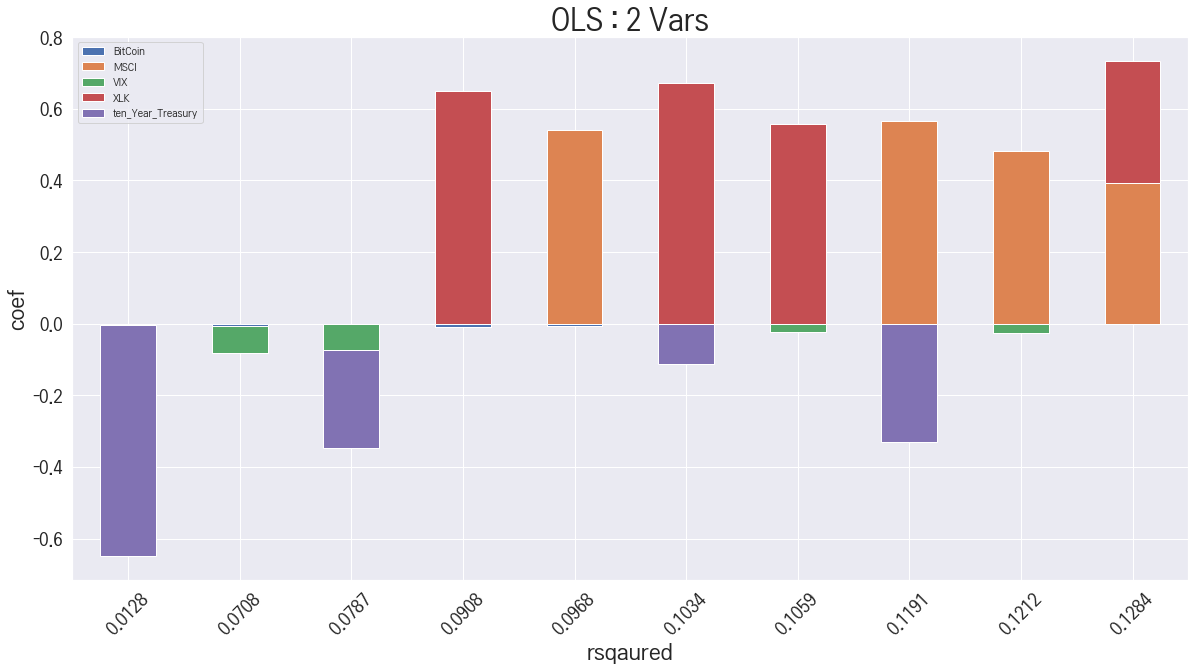 OLS : 2 Vars
BitCoin
MSCI
VIX
XLK
ten_Year_Treasury
coef
0.8
0.6
0.4
0.2
0.0
-0.2
-0.4
-0.6
0.0128
0.0708
0.0787
0.0908
0.0968
0.1034
0.1059
0.1191
0.1212
0.1284
rsqaured